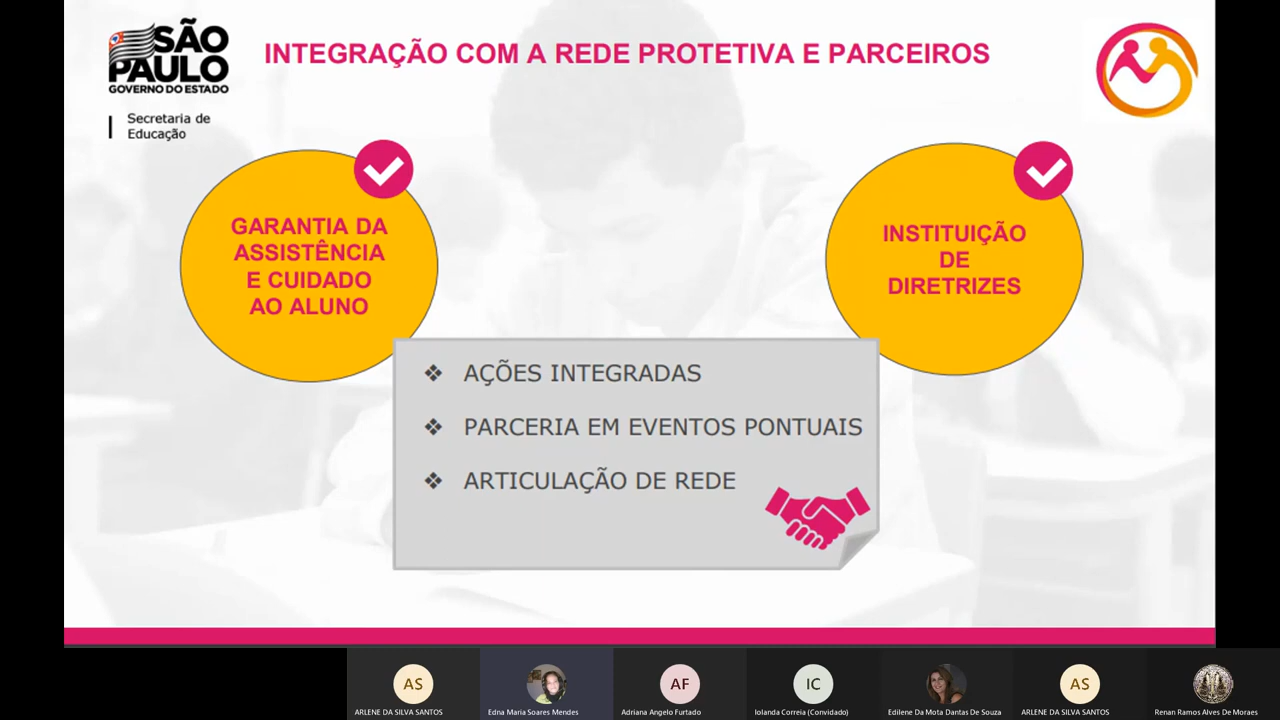 SÃO
PAULO
GOVERNO DO ESTADO
Secretaria de
Educação
INTEGRAÇÃO COM A REDE PROTETIVA E PARCEIROS
GARANTIA DA
ASSISTÊNCIA
E CUIDADO
AO ALUNO
INSTITUIÇÃO
DE
DIRETRIZES
❖ AÇÕES INTEGRADAS
❖ PARCERIA EM EVENTOS PONTUAIS
❖ ARTICULAÇÃO DE REDE
AS
AF
IC
AS
ARLENE DA SILVA SANTOS
Edna Maria Soares Mendes
Adriana Angelo Furtado
Iolanda Correia (Convidado)
Edilene Da Mota Dantas De Souza
ARLENE DA SILVA SANTOS
Renan Ramos Alves De Moraes